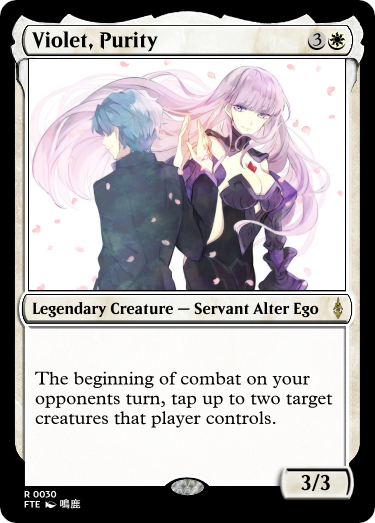 Violet, Purity 3
Legendary Creature — Servant Alter Ego
The beginning of combat on your
opponents turn, tap up to two target
creatures that player controls.
3/3
R 0030
FTE 鳴鹿